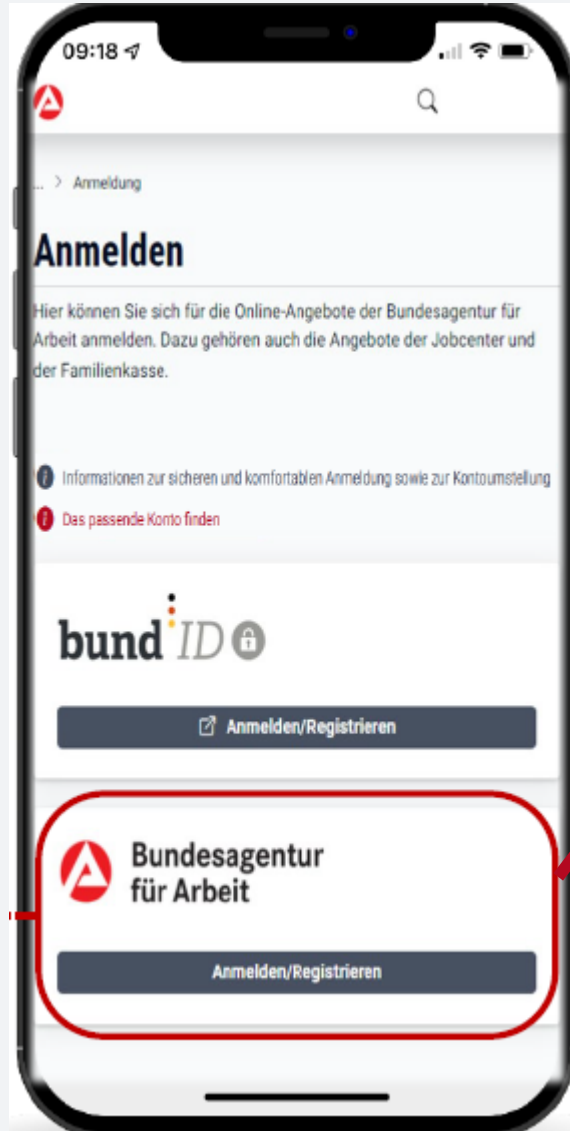 09:18
... > Anmeldung
Anmelden
Hier können Sie sich für die Online-Angebote der Bundesagentur für
Arbeit anmelden. Dazu gehören auch die Angebote der Jobcenter und
der Familienkasse.
Informationen zur sicheren und komfortablen Anmeldung sowie zur Kontoumstellung
Das passende Konto finden
bund ID
Anmelden/Registrieren
Bundesagentur
für Arbeit
Anmelden/Registrieren